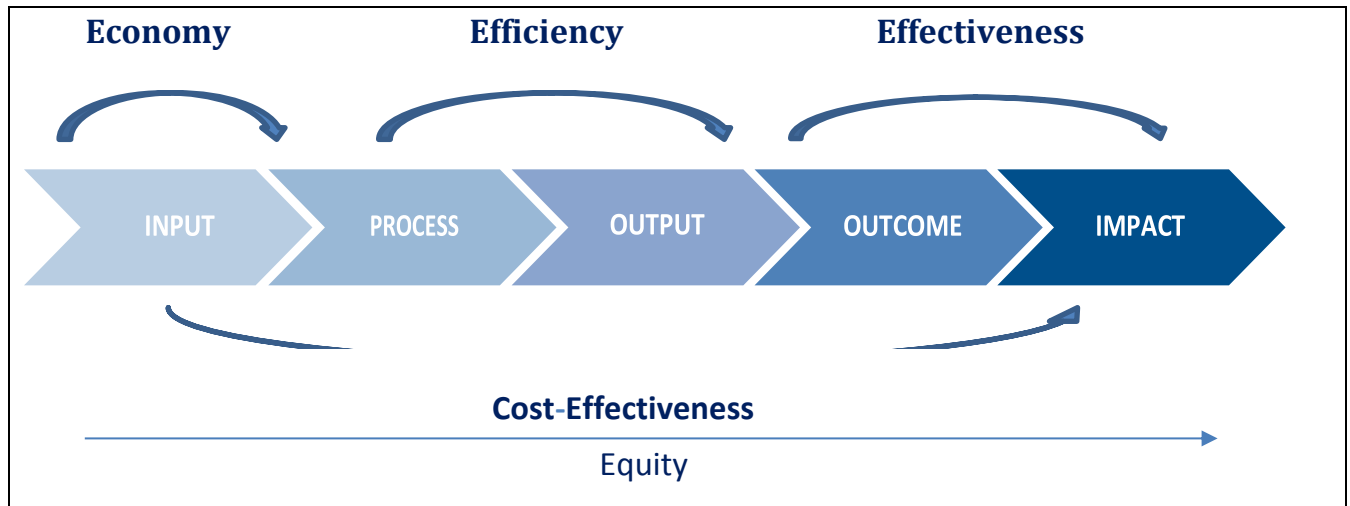 Economy Efficiency Effectiveness
INPUT PROCESS OUTPUT OUTCOME IMPACT
Cost-Effectiveness
Equity